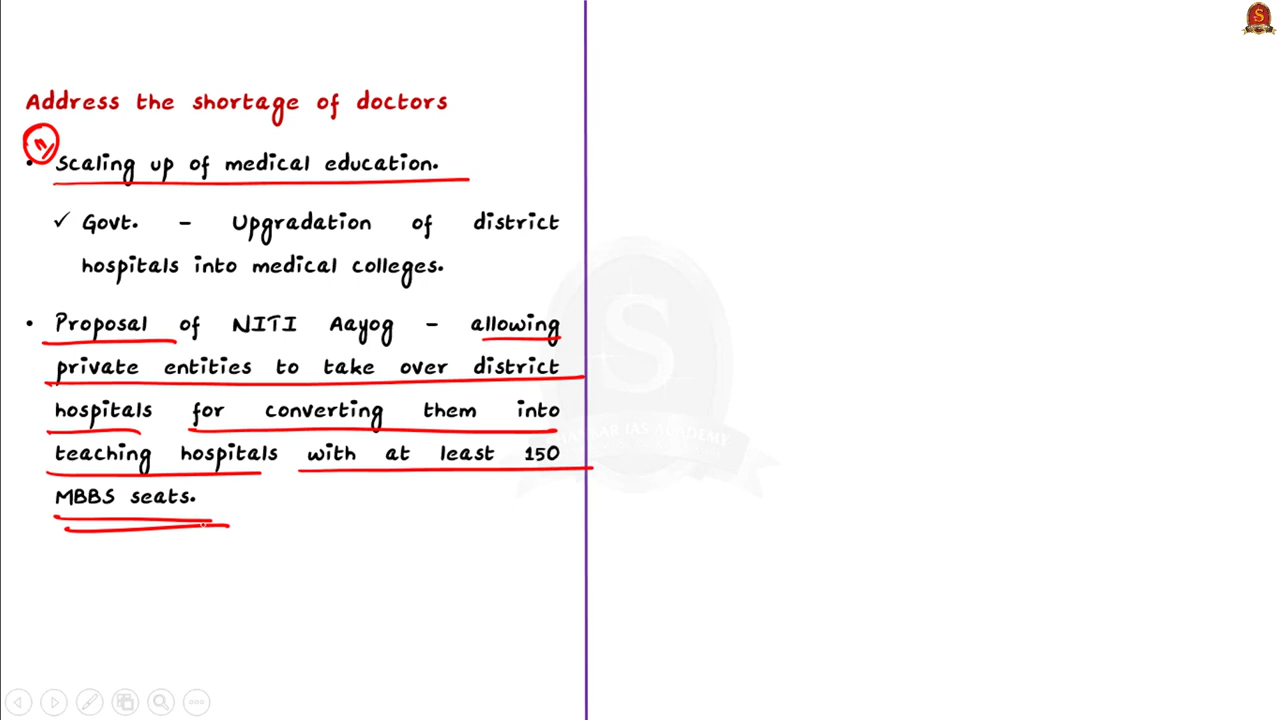 Address the shortage of doctors
• Scaling up of medical education.
✓ Govt. - Upgradation of district
hospitals into medical colleges.
• Proposal of NITI Aayog - allowing
private entities to take over district
hospitals for converting them into
teaching hospitals with at least 150
MBBS seats.
S